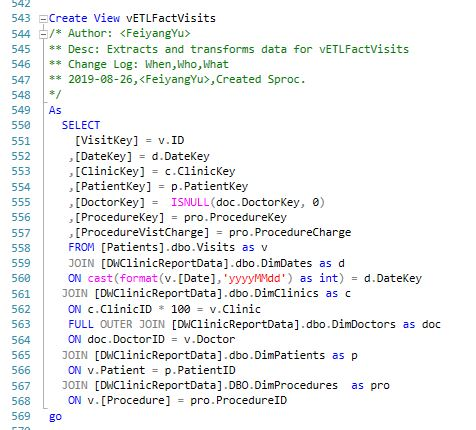 542
543 Create View vETLFactVisits
544 /* Author: <FeiyangYu>
545 ** Desc: Extracts and transforms data for vETLFactVisits
546 ** Change Log: When,Who,What
547 ** 2019-08-26,<FeiyangYu>,Created Sproc.
548 */
549 As
550 SELECT
551 [VisitKey] = v.ID
552 ,[DateKey] = d.DateKey
553 ,[ClinicKey] = c.ClinicKey
554 ,[PatientKey] = p.PatientKey
555 ,[DoctorKey] =  ISNULL(doc.DoctorKey, 0)
556 ,[ProcedureKey] = pro.ProcedureKey
557 ,[ProcedureVistCharge] = pro.ProcedureCharge
558 FROM [Patients].dbo.Visits as v
559 JOIN [DWClinicReportData].dbo.DimDates as d
560 ON cast(format(v.[Date],'yyyyMMdd') as int) = d.DateKey
561 JOIN [DWClinicReportData].dbo.DimClinics as c
562 ON c.ClinicID * 100 = v.Clinic
563 FULL OUTER JOIN [DWClinicReportData].dbo.DimDoctors as doc
564 ON doc.DoctorID = v.Doctor
565 JOIN [DWClinicReportData].dbo.DimPatients as p
566 ON v.Patient = p.PatientID
567 JOIN [DWClinicReportData].DBO.DimProcedures  as pro
568 ON v.[Procedure] = pro.ProcedureID
569 go